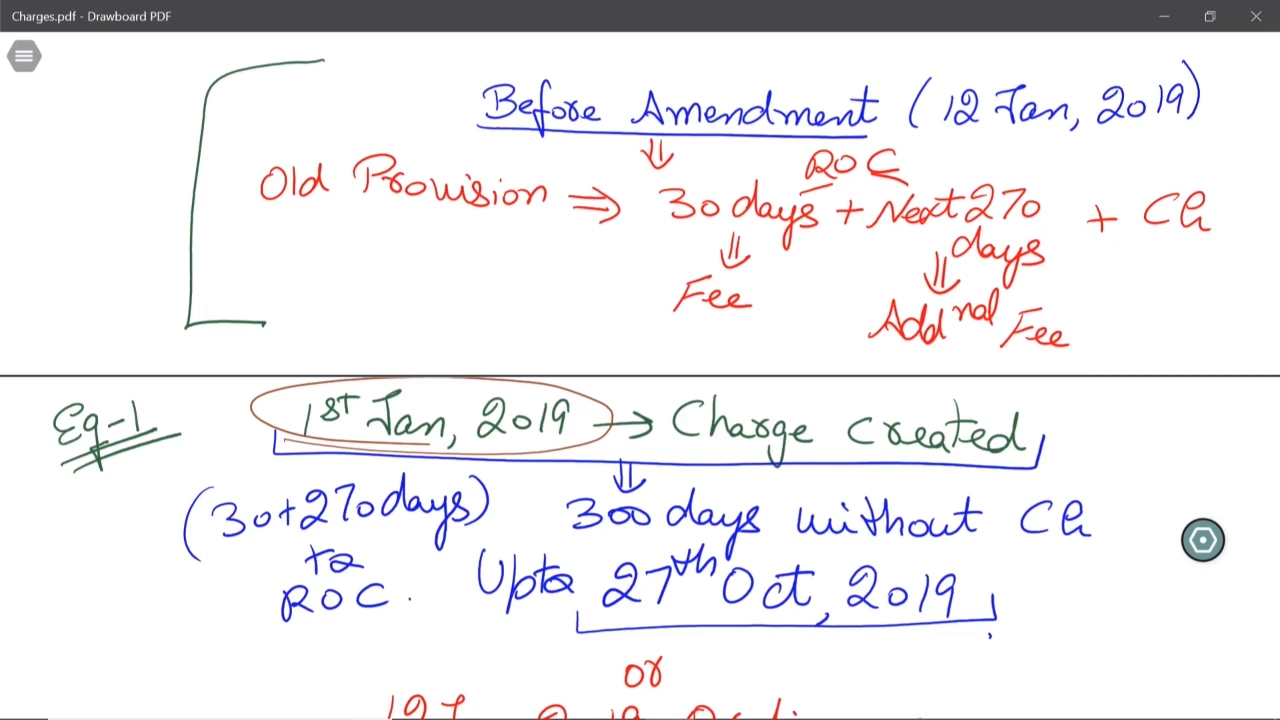 Charges.pdf - Drawboard PDF
Before Amendment (12 Jan, 2019)
ROC
Old Provision ⇒ 30 days + Next 270 days + CG
Fee
Addnal Fee
Eg-1
1ST Jan, 2019 → Charge created
(30+270days) 300 days without CG
to
ROC. Upto 27th Oct, 2019
or